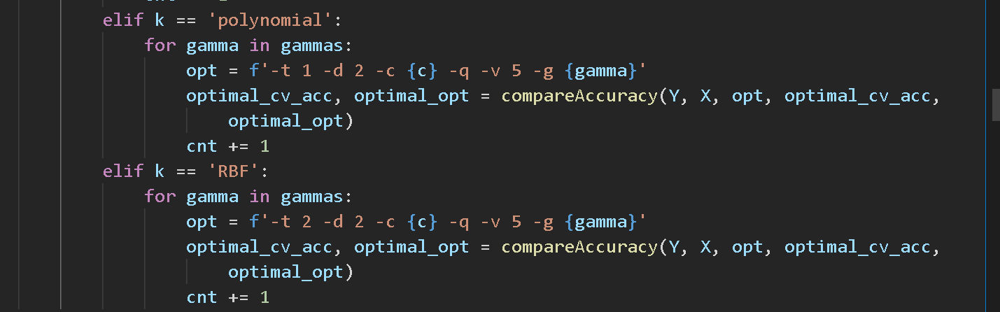 elif k == 'polynomial':
for gamma in gammas:
opt = f'-t 1 -d 2 -c {c} -q -v 5 -g {gamma}'
optimal_cv_acc, optimal_opt = compareAccuracy(Y, X, opt, optimal_cv_acc,
optimal_opt)
cnt += 1
elif k == 'RBF':
for gamma in gammas:
opt = f'-t 2 -d 2 -c {c} -q -v 5 -g {gamma}'
optimal_cv_acc, optimal_opt = compareAccuracy(Y, X, opt, optimal_cv_acc,
optimal_opt)
cnt += 1